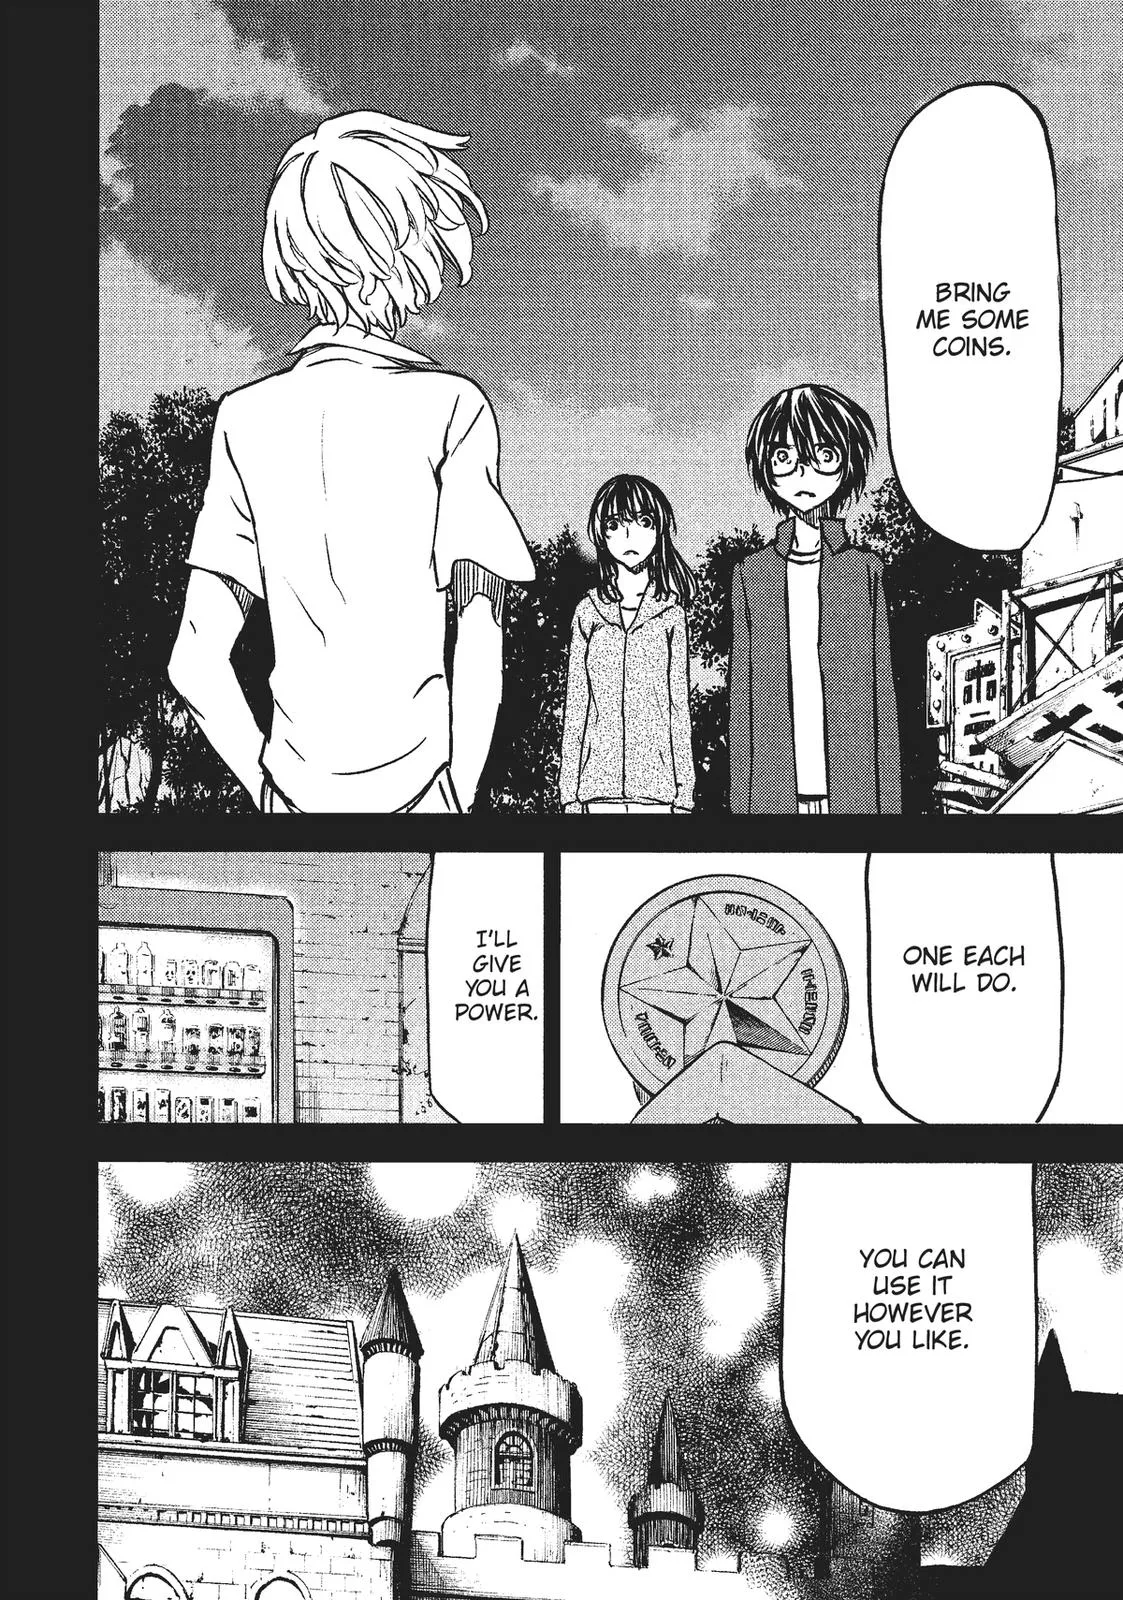 BRING
ME SOME
COINS.
ONE EACH
WILL DO.
I'LL
GIVE
YOU A
POWER.
YOU CAN
USE IT
HOWEVER
YOU LIKE.